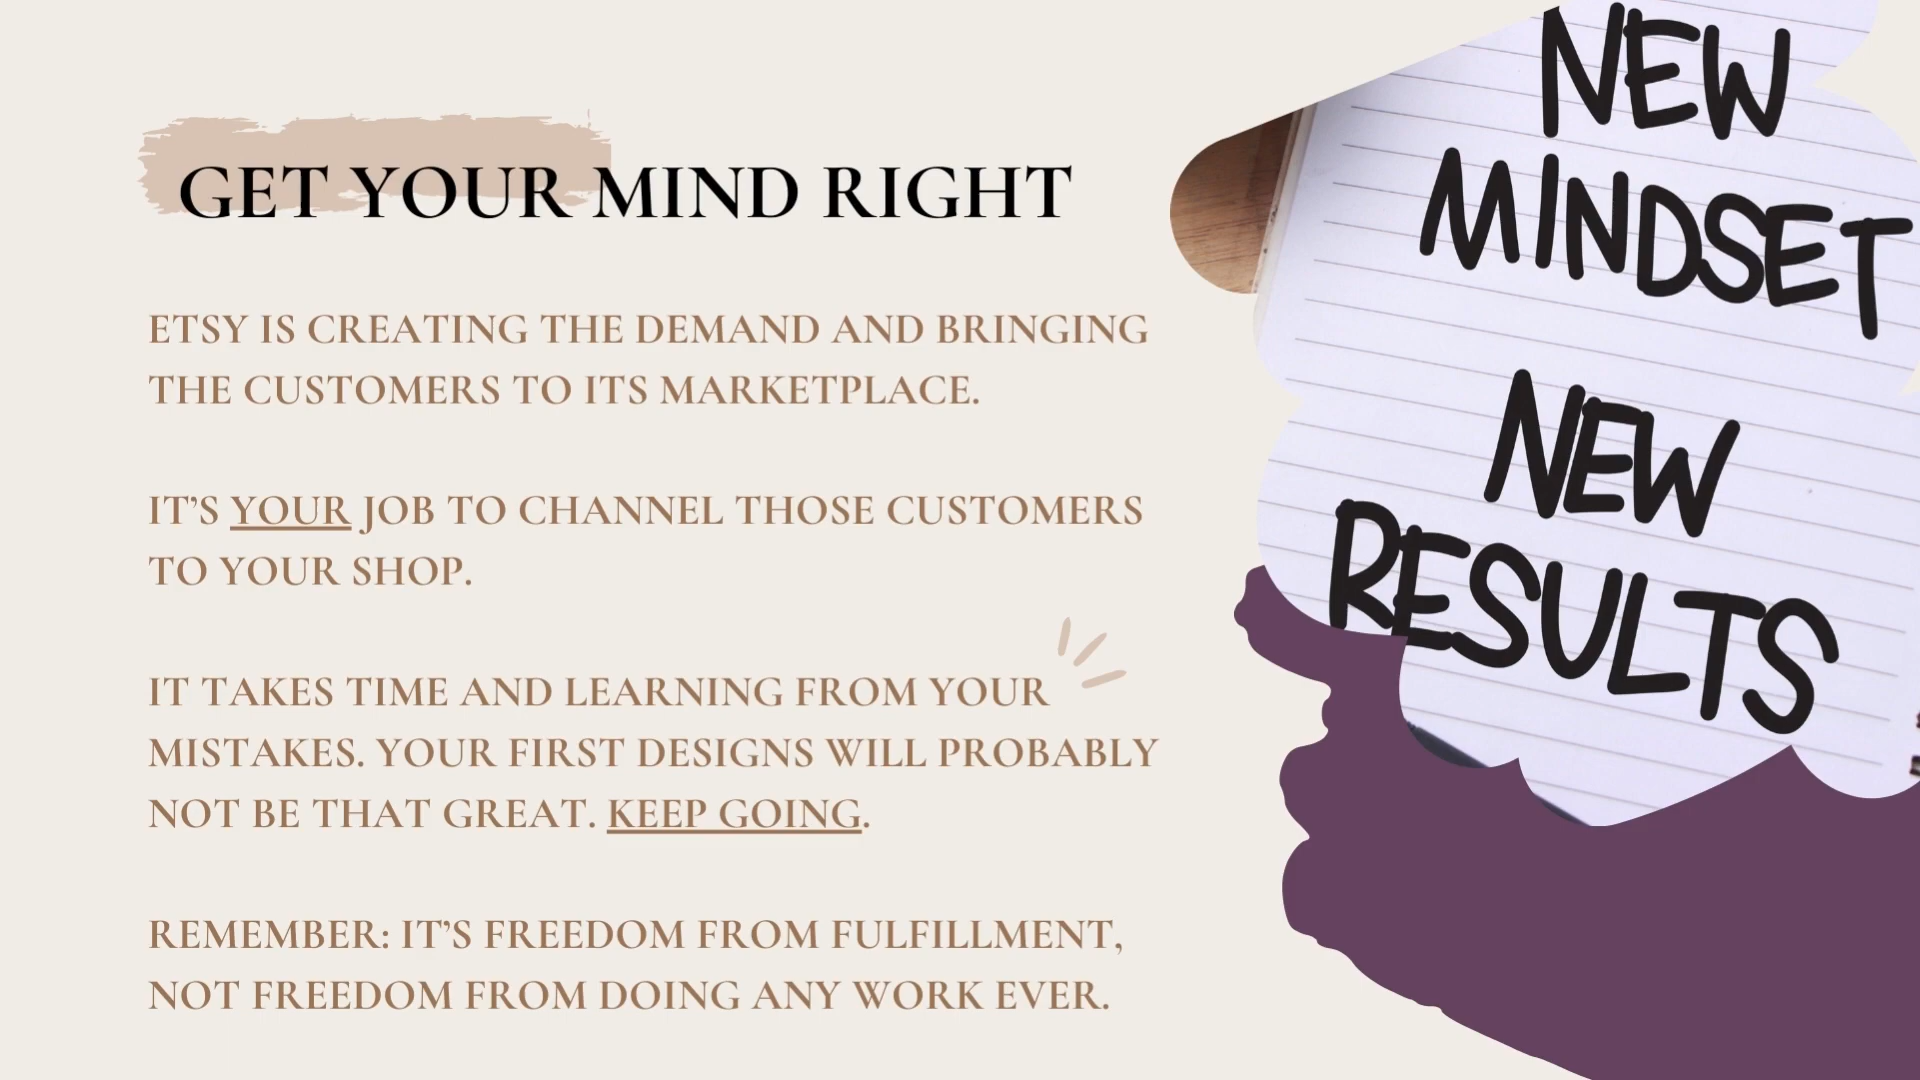 GET YOUR MIND RIGHT
ETSY IS CREATING THE DEMAND AND BRINGING
THE CUSTOMERS TO ITS MARKETPLACE.
IT’S YOUR JOB TO CHANNEL THOSE CUSTOMERS
TO YOUR SHOP.
IT TAKES TIME AND LEARNING FROM YOUR
MISTAKES. YOUR FIRST DESIGNS WILL PROBABLY
NOT BE THAT GREAT. KEEP GOING.
REMEMBER: IT’S FREEDOM FROM FULFILLMENT,
NOT FREEDOM FROM DOING ANY WORK EVER.
NEW
MINDSET
NEW
RESULTS